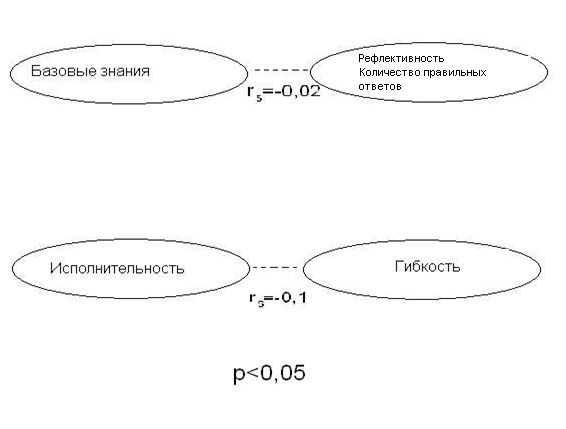 Базовые знания
Рефлективность
Количество правильных
ответов
rs=-0,02
Исполнительность
Гибкость
rs=-0,1
p<0,05